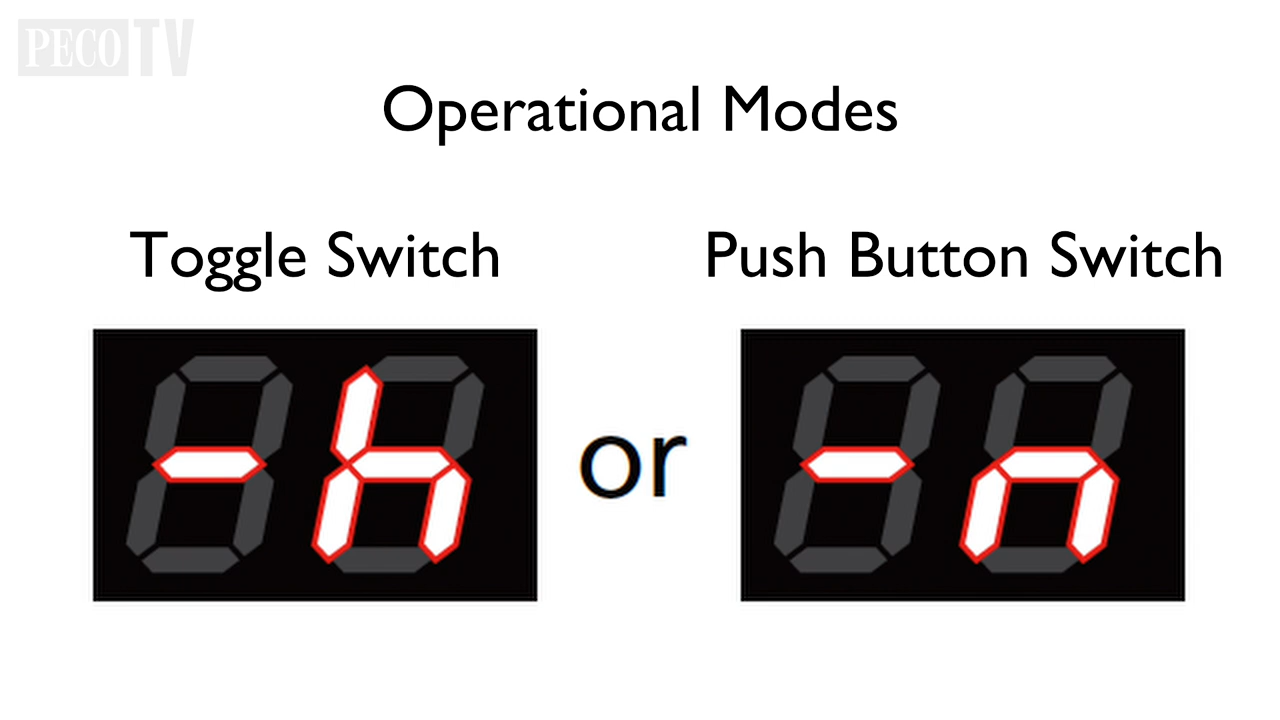 PECO TV
Operational Modes
Toggle Switch
Push Button Switch
-h
or
-n